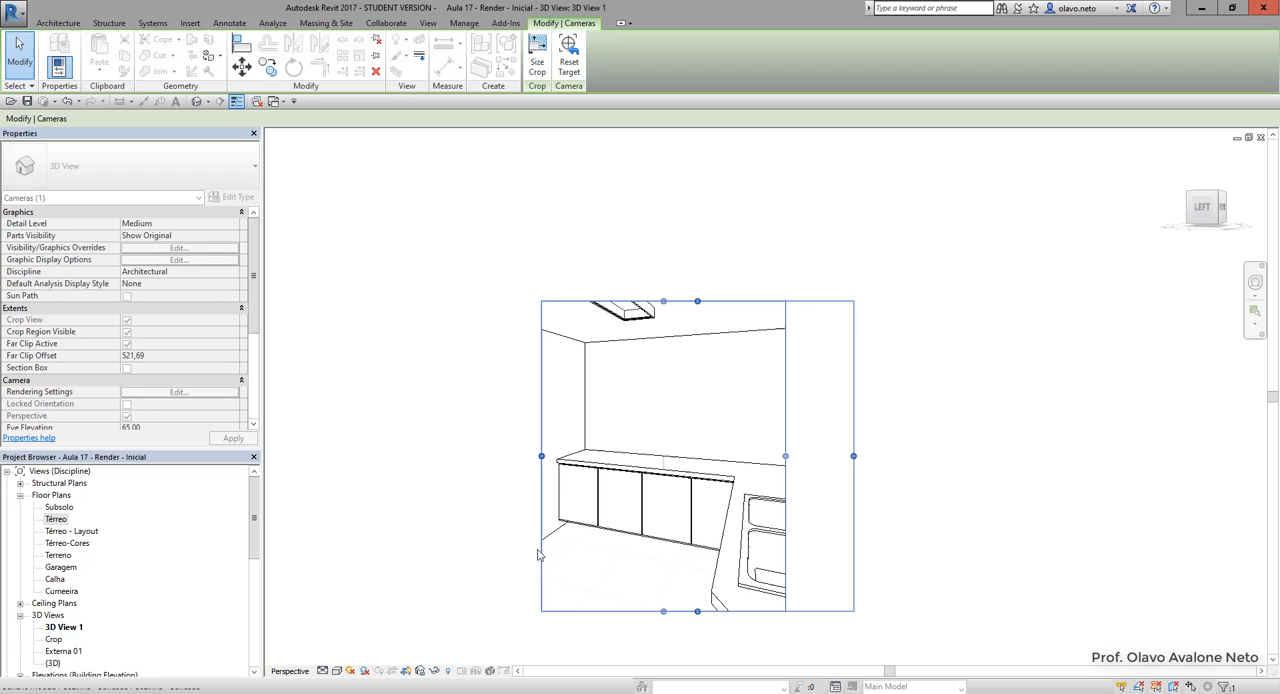 Autodesk Revit 2017 - STUDENT VERSION - Aula 17 - Render - Inicial - 3D View: 3D View 1
Type a keyword or phrase
olavo.neto
Architecture Structure Systems Insert Annotate Analyze Massing & Site Collaborate View Manage Add-Ins Modify | Cameras
Modify
Paste
Cope
Cut
Join
Size Crop
Reset Target
Select Properties Clipboard Geometry Modify View Measure Create Crop Camera
Modify | Cameras
Properties
3D View
Cameras (1)
Edit Type
Graphics
Detail Level Medium
Parts Visibility Show Original
Visibility/Graphics Overrides Edit...
Graphic Display Options Edit...
Discipline Architectural
Default Analysis Display Style None
Sun Path
Extents
Crop View
Crop Region Visible
Far Clip Active
Far Clip Offset 521,69
Section Box
Camera
Rendering Settings Edit...
Locked Orientation
Perspective
Eye Elevation 65.00
Properties help
Apply
Project Browser - Aula 17 - Render - Inicial
Views (Discipline)
Structural Plans
Floor Plans
Subsolo
Térreo
Térreo - Layout
Térreo-Cores
Terreno
Garagem
Calha
Cumeeira
Ceiling Plans
3D Views
3D View 1
Crop
Externa 01
{3D}
Elevations (Building Elevation)
LEFT
Perspective
Prof. Olavo Avalone Neto
:0
Main Model
:1